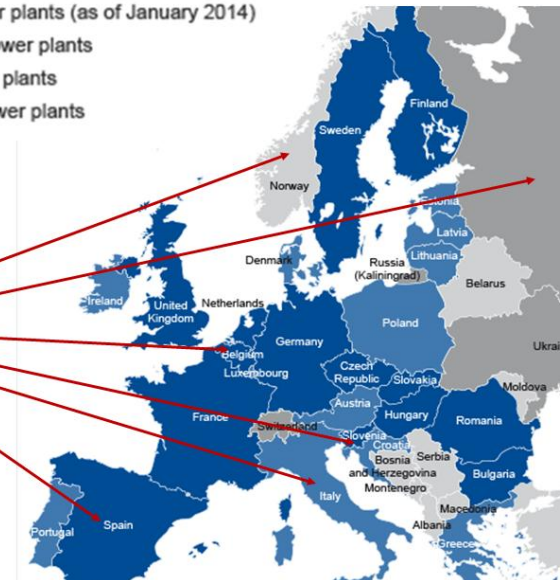 r plants (as of January 2014)
wer plants
plants
ver plants
Finland
Sweden
Norway
Estonia
Latvia
Denmark
Lithuania
Russia
(Kaliningrad)
Belarus
Ireland
United
Kingdom
Netherlands
Poland
Germany
Ukrai
Belgium
Luxembourg
Czech
Republic
Slovakia
Moldova
Austria
Hungary
France
Switzerland
Romania
Slovenia
Croatia
Bosnia
and Herzegovina
Serbia
Montenegro
Bulgaria
Italy
Macedonia
Albania
Spain
Portugal
Greece